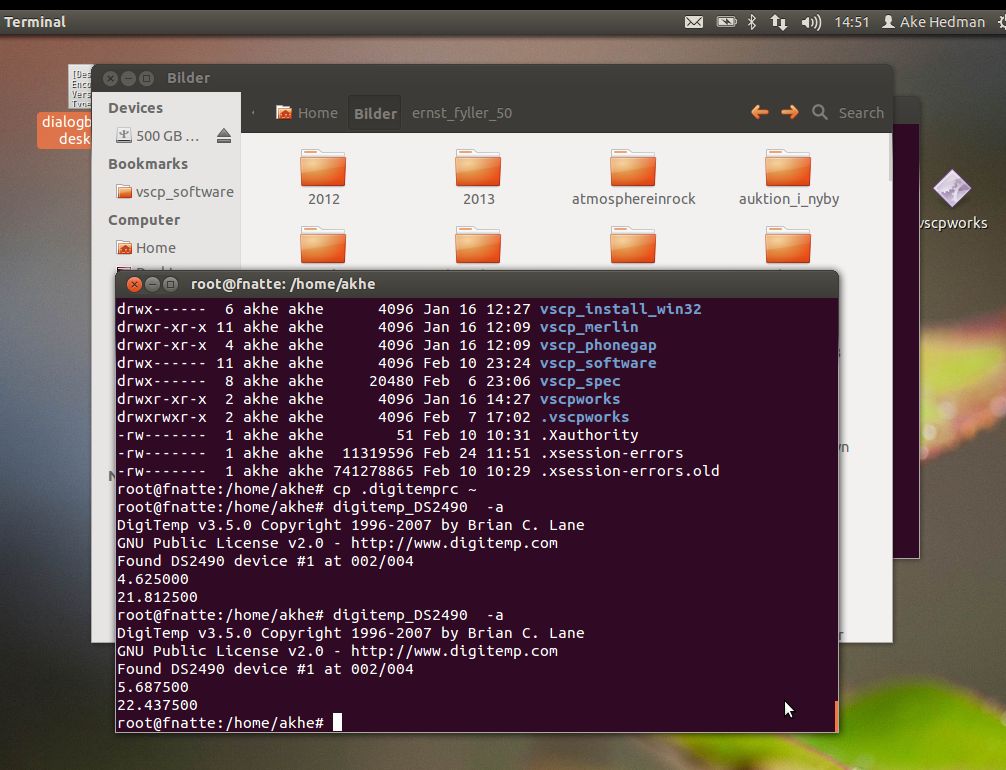 Terminal
14:51 Ake Hedman
[Des
Enco
Vers
Type
dialogb
desk
Bilder
Devices
500 GB ...
Bookmarks
vscp_software
Computer
Home
Home Bilder ernst_fyller_50
Search
2012 2013 atmosphereinrock auktion_i_nyby
vscpworks
root@fnatte: /home/akhe
drwx------ 6 akhe akhe 4096 Jan 16 12:27 vscp_install_win32
drwxr-xr-x 11 akhe akhe 4096 Jan 16 12:09 vscp_merlin
drwxr-xr-x 4 akhe akhe 4096 Jan 16 12:09 vscp_phonegap
drwx------ 11 akhe akhe 4096 Feb 10 23:24 vscp_software
drwx------ 8 akhe akhe 20480 Feb 6 23:06 vscp_spec
drwxr-xr-x 2 akhe akhe 4096 Jan 16 14:27 vscpworks
drwxrwxr-x 2 akhe akhe 4096 Feb 7 17:02 .vscpworks
-rw------- 1 akhe akhe 51 Feb 10 10:31 .Xauthority
-rw------- 1 akhe akhe 11319596 Feb 24 11:51 .xsession-errors
-rw------- 1 akhe akhe 741278865 Feb 10 10:29 .xsession-errors.old
root@fnatte:/home/akhe# cp .digitemprc ~
root@fnatte:/home/akhe# digitemp_DS2490 -a
DigiTemp v3.5.0 Copyright 1996-2007 by Brian C. Lane
GNU Public License v2.0 - http://www.digitemp.com
Found DS2490 device #1 at 002/004
4.625000
21.812500
root@fnatte:/home/akhe# digitemp_DS2490 -a
DigiTemp v3.5.0 Copyright 1996-2007 by Brian C. Lane
GNU Public License v2.0 - http://www.digitemp.com
Found DS2490 device #1 at 002/004
5.687500
22.437500
root@fnatte:/home/akhe#